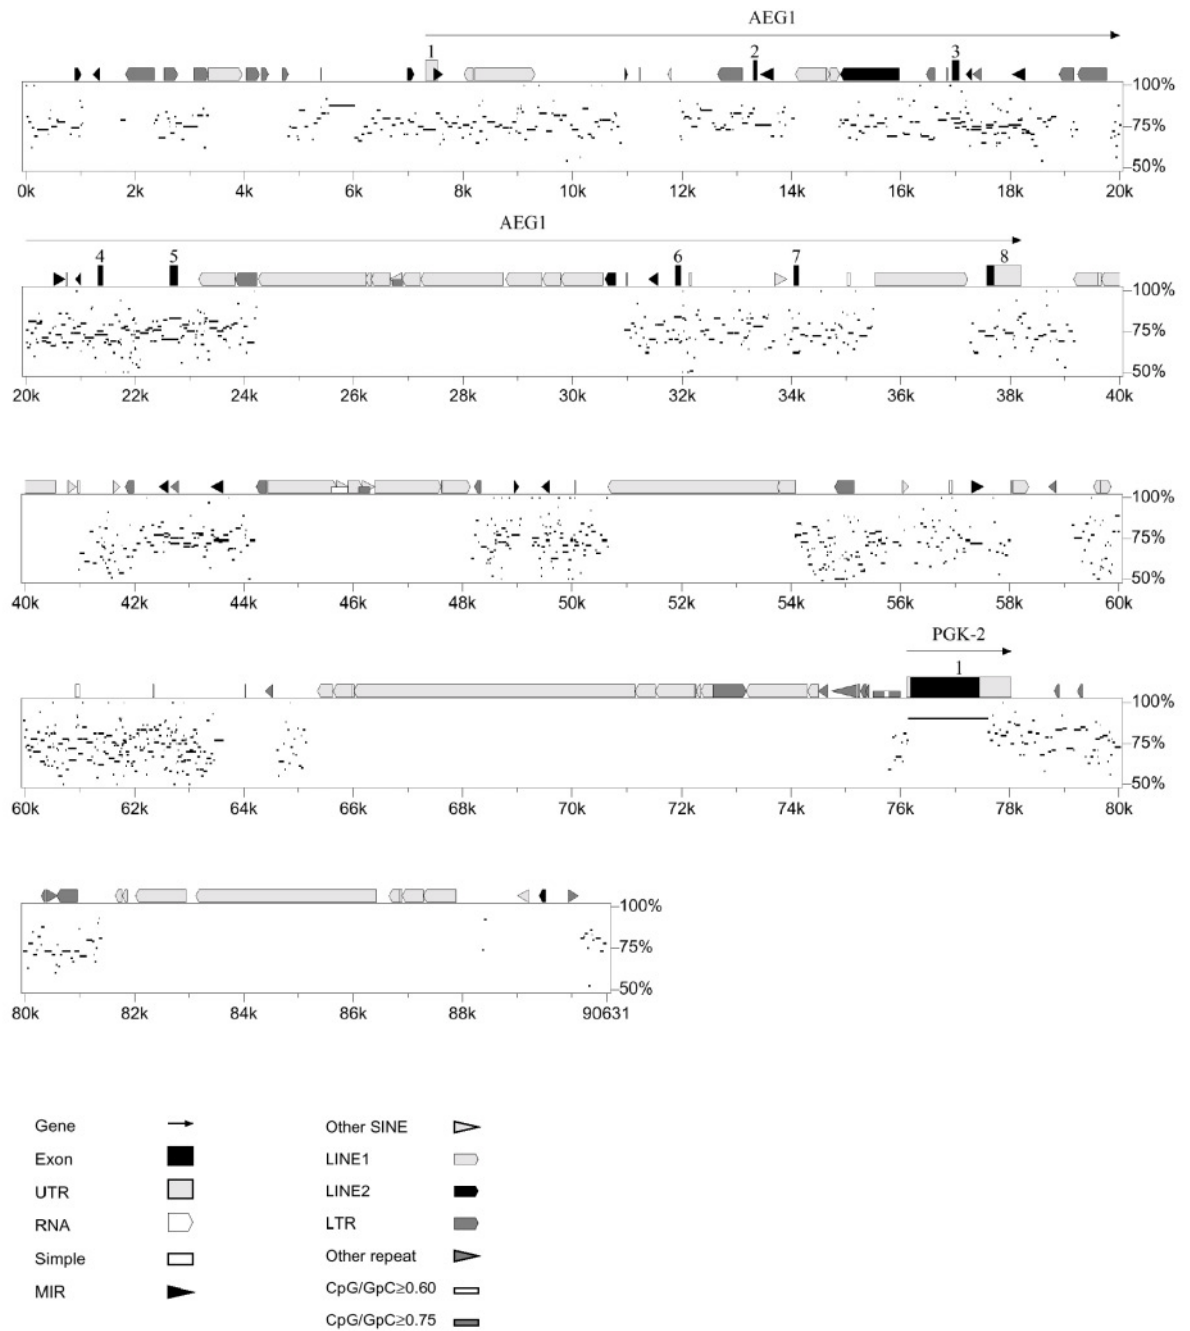 AEG1
1 2 3
100%
75%
50%
0k 2k 4k 6k 8k 10k 12k 14k 16k 18k 20k
AEG1
4 5 6 7 8
100%
75%
50%
20k 22k 24k 26k 28k 30k 32k 34k 36k 38k 40k
100%
75%
50%
40k 42k 44k 46k 48k 50k 52k 54k 56k 58k 60k
PGK-2
1
100%
75%
50%
60k 62k 64k 66k 68k 70k 72k 74k 76k 78k 80k
100%
75%
50%
80k 82k 84k 86k 88k 90631
Gene
Exon
UTR
RNA
Simple
MIR
Other SINE
LINE1
LINE2
LTR
Other repeat
CpG/GpC≥0.60
CpG/GpC≥0.75